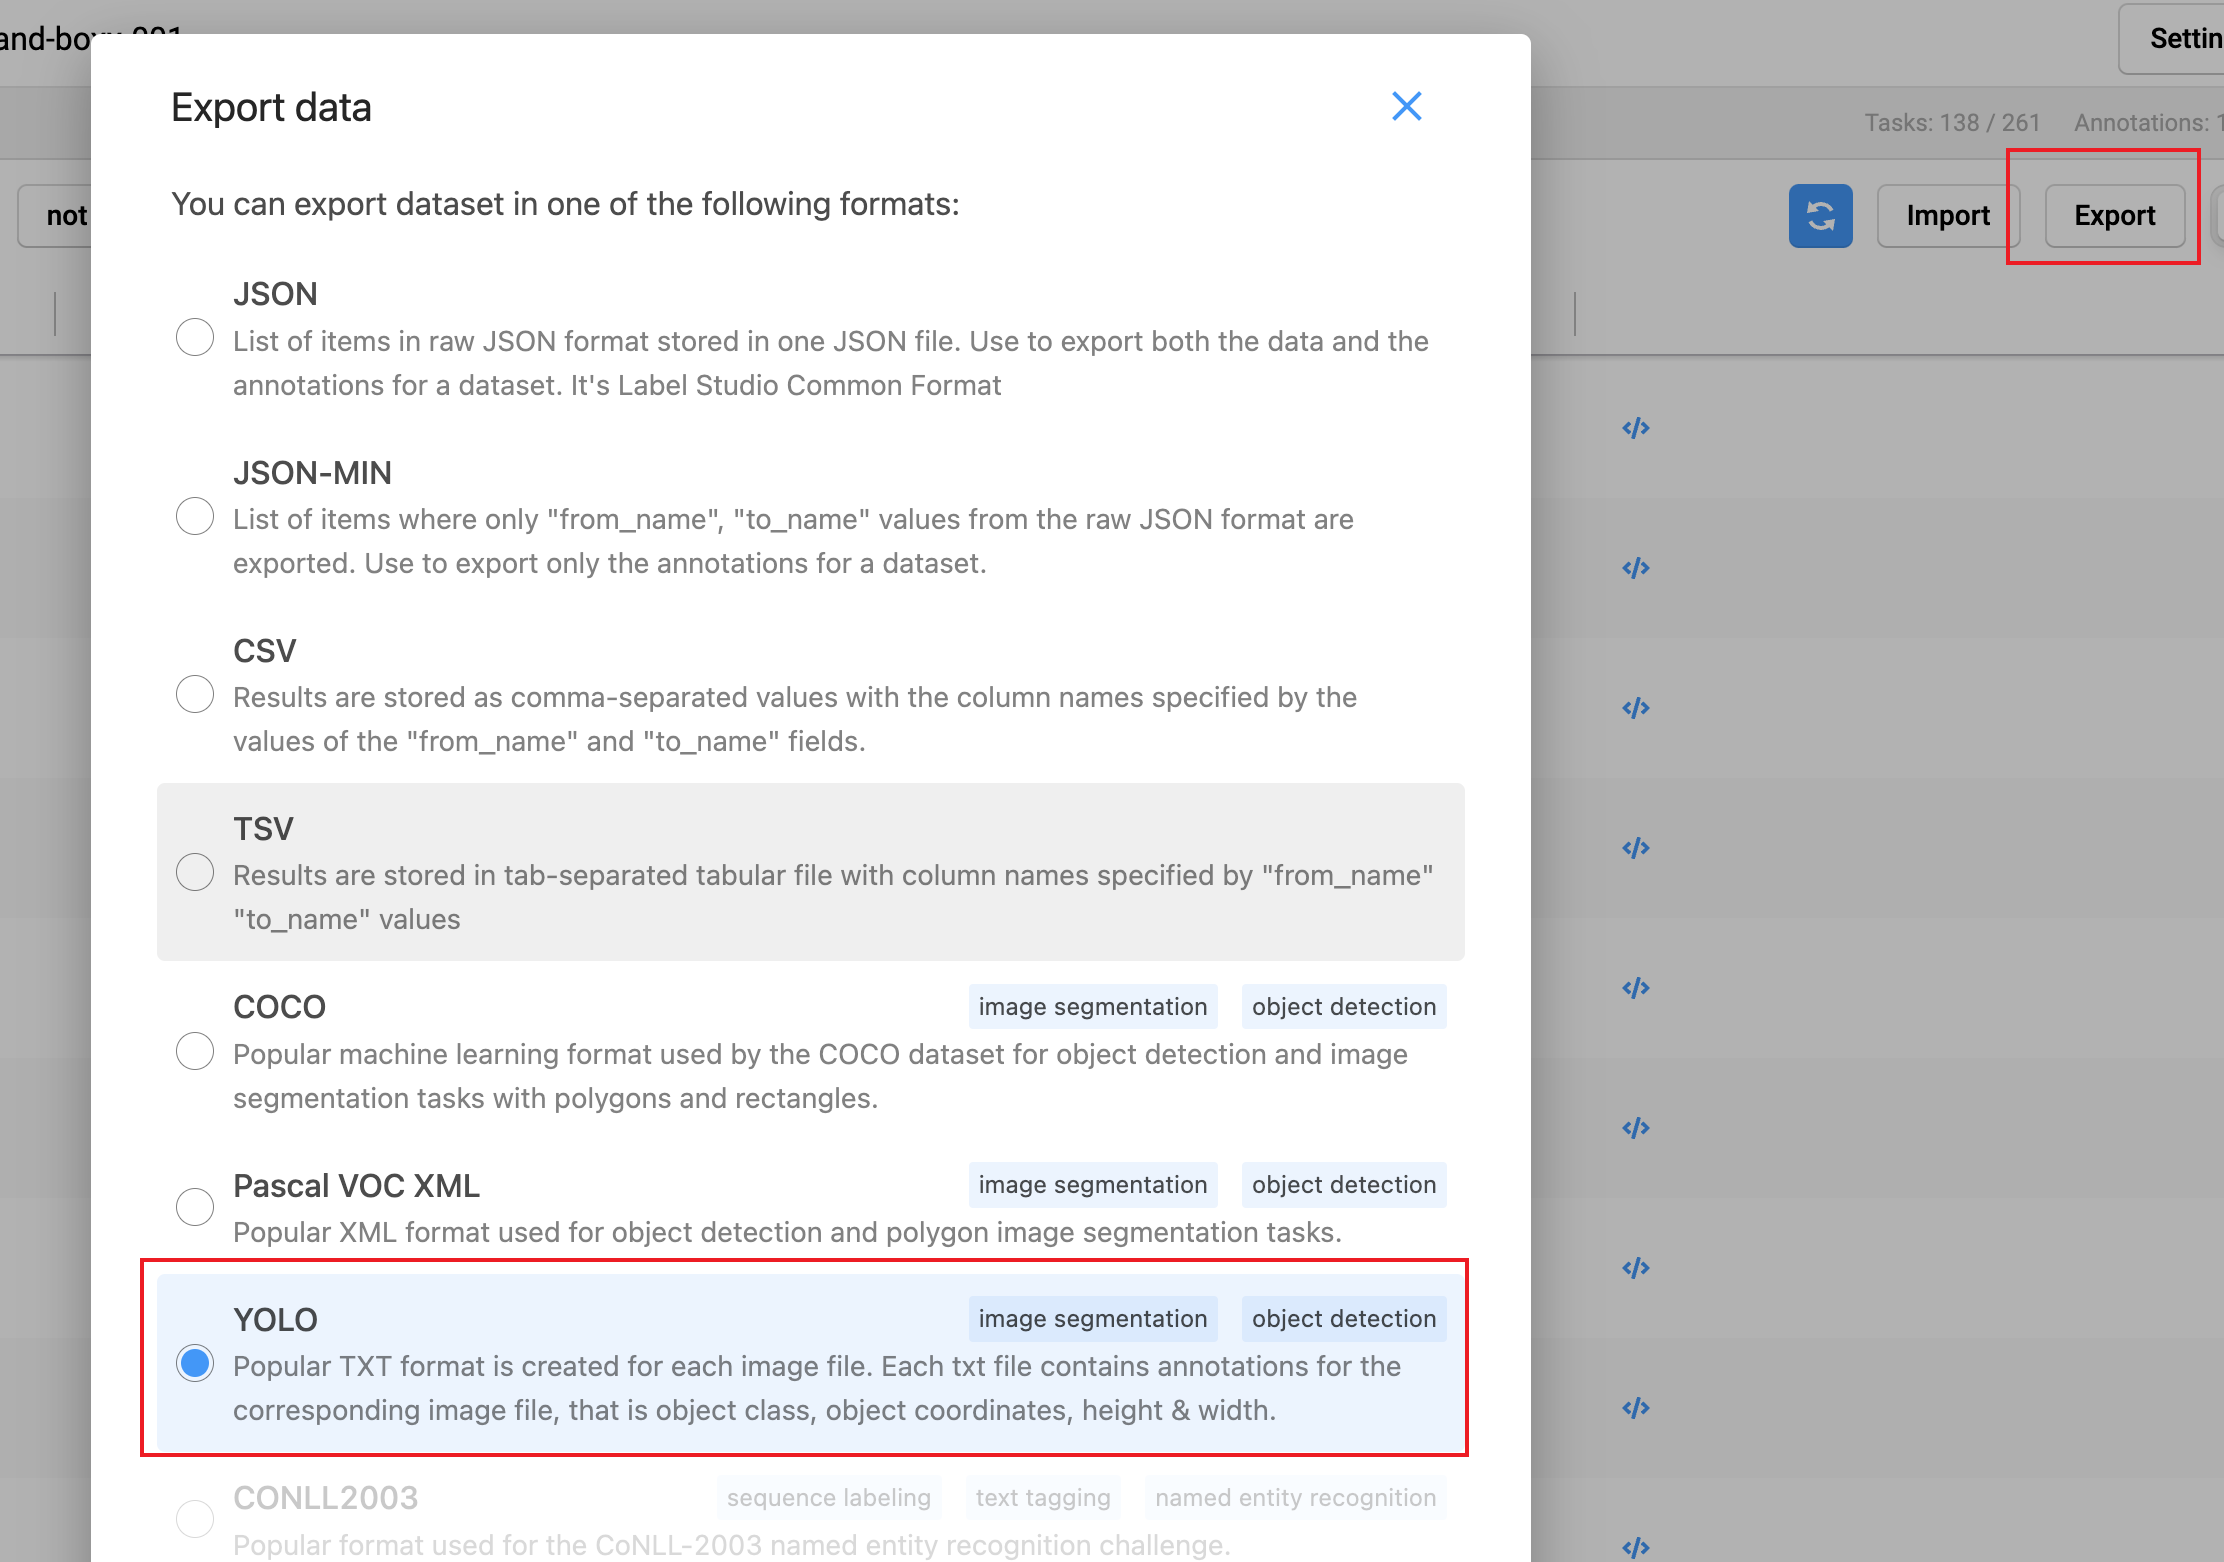 Settin
Export data
Tasks: 138 / 261 Annotations: 1
not
You can export dataset in one of the following formats:
Import
Export
JSON
List of items in raw JSON format stored in one JSON file. Use to export both the data and the
annotations for a dataset. It's Label Studio Common Format
JSON-MIN
List of items where only "from_name", "to_name" values from the raw JSON format are
exported. Use to export only the annotations for a dataset.
CSV
Results are stored as comma-separated values with the column names specified by the
values of the "from_name" and "to_name" fields.
TSV
Results are stored in tab-separated tabular file with column names specified by "from_name"
"to_name" values
COCO image segmentation object detection
Popular machine learning format used by the COCO dataset for object detection and image
segmentation tasks with polygons and rectangles.
Pascal VOC XML image segmentation object detection
Popular XML format used for object detection and polygon image segmentation tasks.
YOLO image segmentation object detection
Popular TXT format is created for each image file. Each txt file contains annotations for the
corresponding image file, that is object class, object coordinates, height & width.
CONLL2003 sequence labeling text tagging named entity recognition
Popular format used for the CoNLL-2003 named entity recognition challenge.